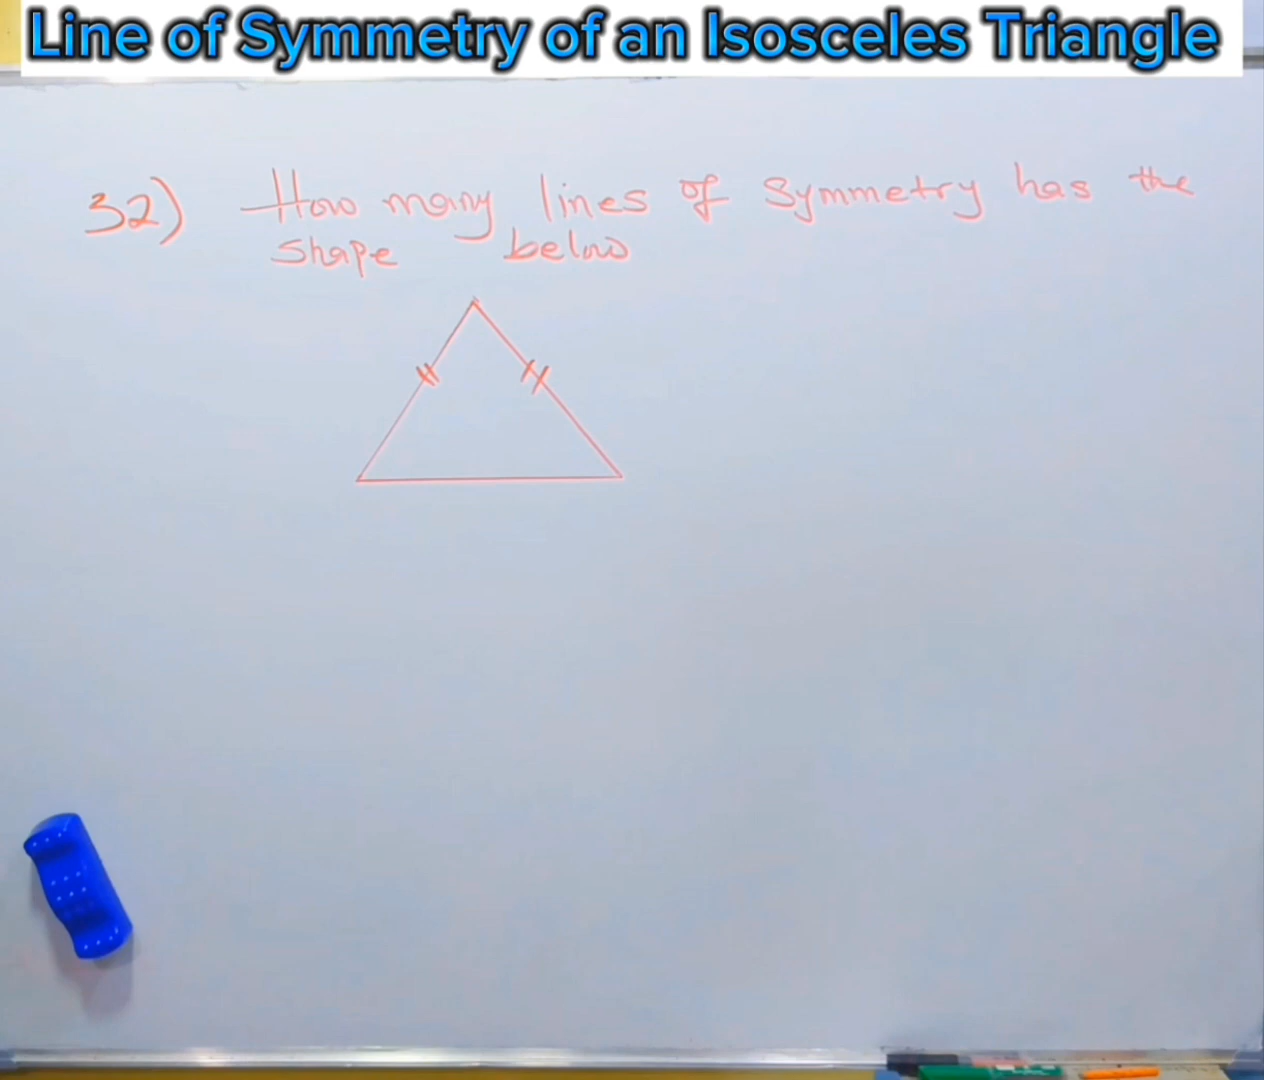 Line of Symmetry of an Isosceles Triangle
32) How many lines of Symmetry has the
shape below